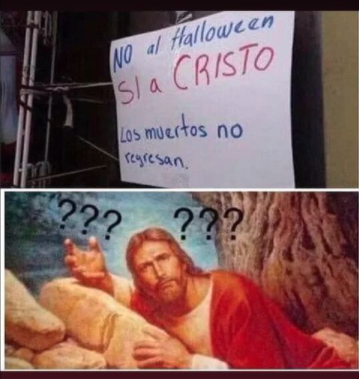 NO al Halloween
SI a CRISTO
Los muertos no
regresan.
??? ???